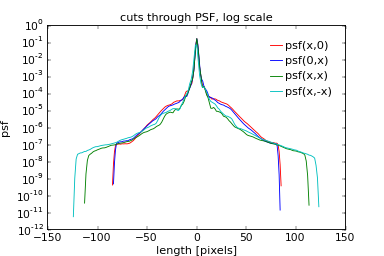 cuts through PSF, log scale
10^0
10^-1
10^-2
10^-3
10^-4
10^-5
10^-6
10^-7
10^-8
10^-9
10^-10
10^-11
10^-12
psf
psf(x,0)
psf(0,x)
psf(x,x)
psf(x,-x)
−150 −100 −50 0 50 100 150
length [pixels]